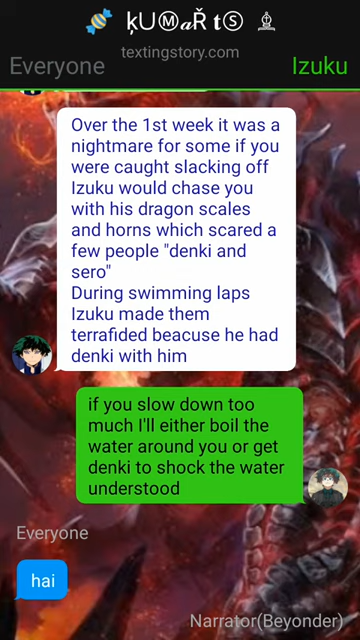 🍬 ķUⓂ𝒶Ř 𝐭Ⓢ ♗
textingstory.com
Everyone
Izuku
Over the 1st week it was a
nightmare for some if you
were caught slacking off
Izuku would chase you
with his dragon scales
and horns which scared a
few people "denki and
sero"
During swimming laps
Izuku made them
terrafided beacuse he had
denki with him
if you slow down too
much I'll either boil the
water around you or get
denki to shock the water
understood
Everyone
hai
Narrator(Beyonder)